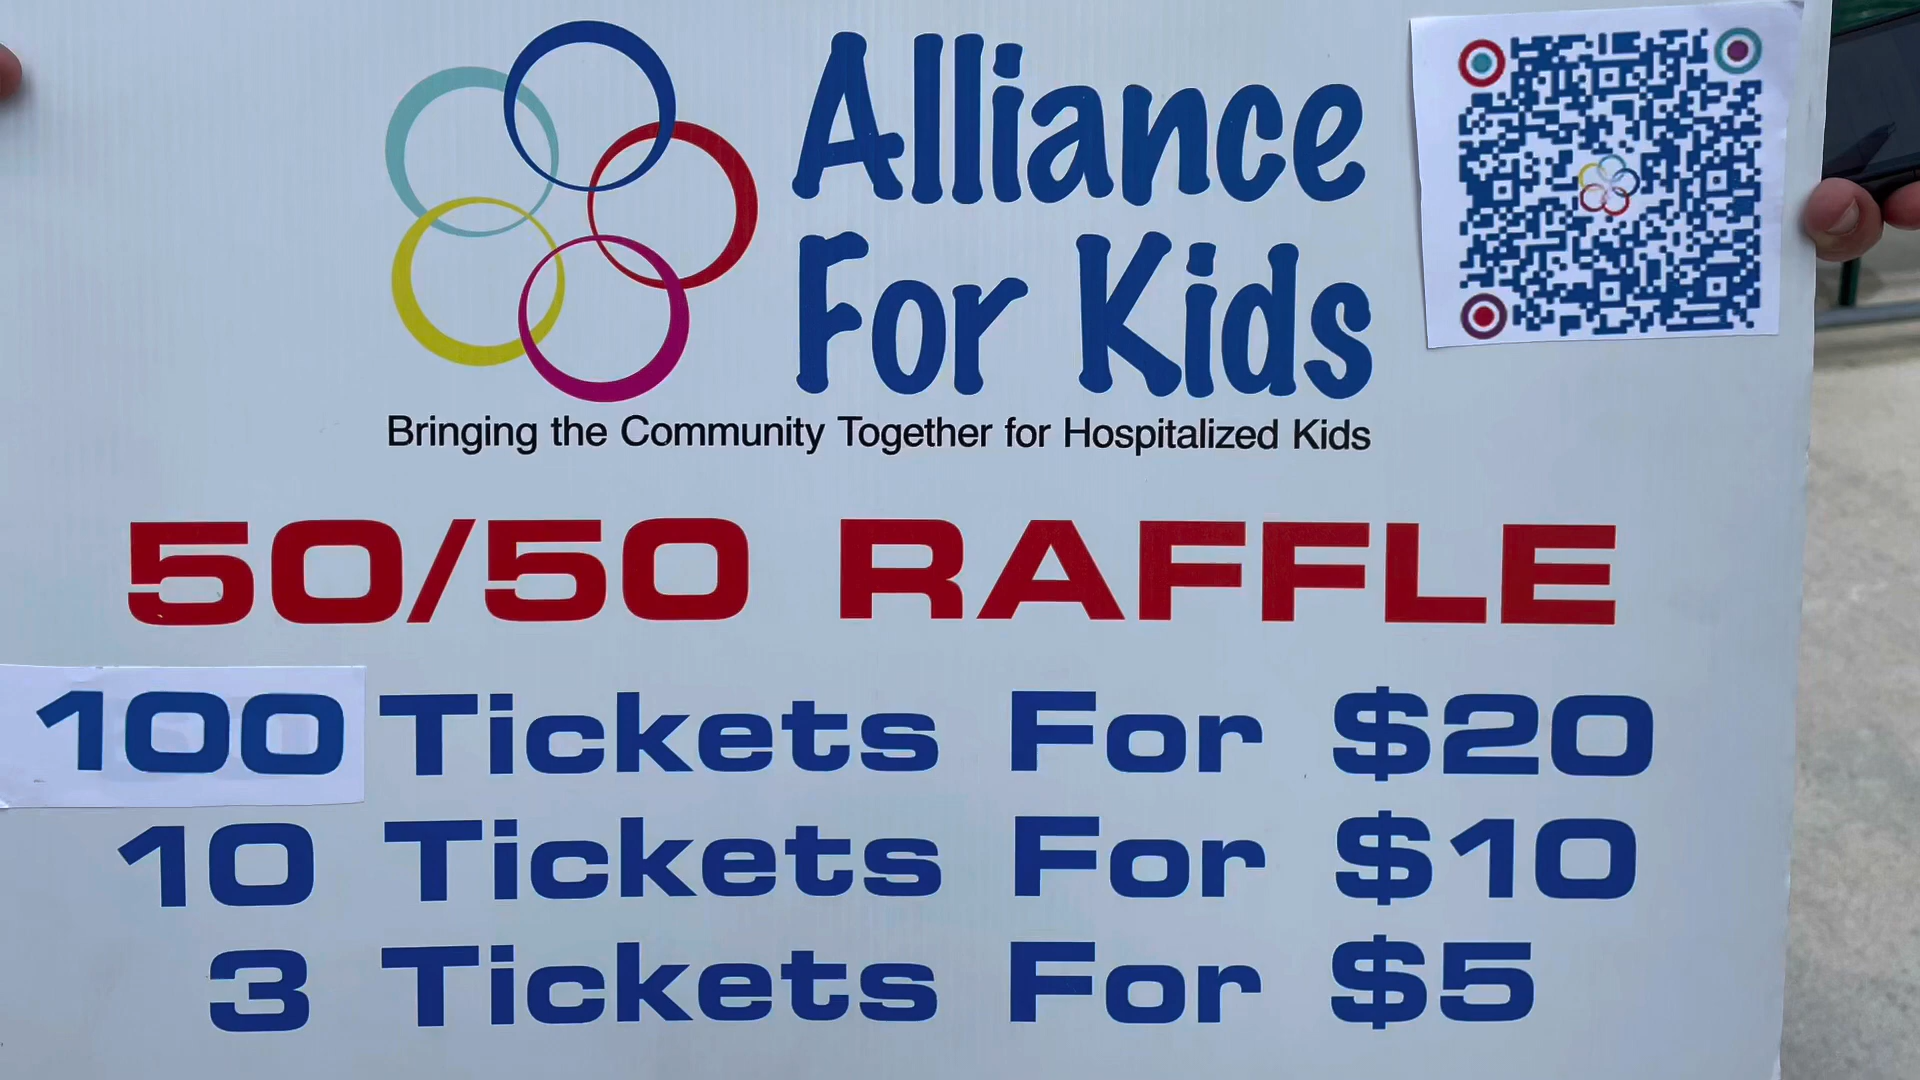 Alliance
For Kids
Bringing the Community Together for Hospitalized Kids
50/50 RAFFLE
100 Tickets For $20
10 Tickets For $10
3 Tickets For $5